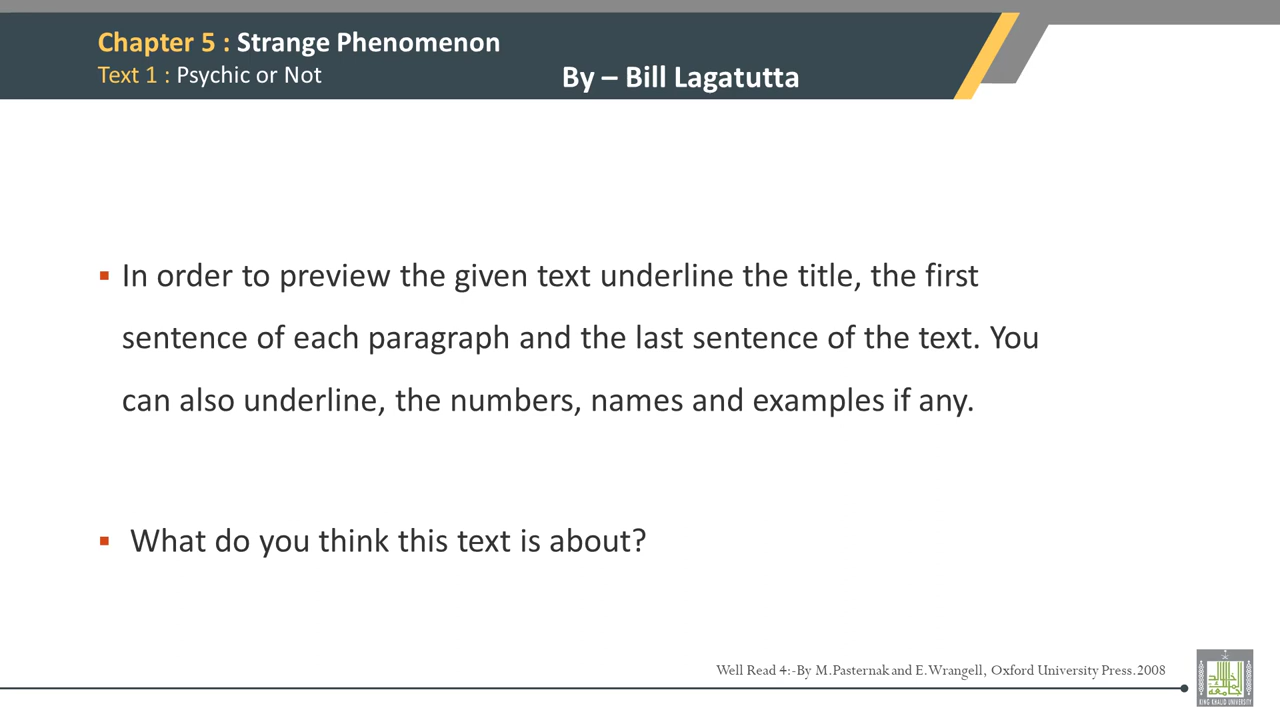 Chapter 5 : Strange Phenomenon
Text 1 : Psychic or Not
By – Bill Lagatutta
In order to preview the given text underline the title, the first
sentence of each paragraph and the last sentence of the text. You
can also underline, the numbers, names and examples if any.
What do you think this text is about?
Well Read 4:-By M.Pasternak and E.Wrangell, Oxford University Press.2008
KING KHALID UNIVERSITY